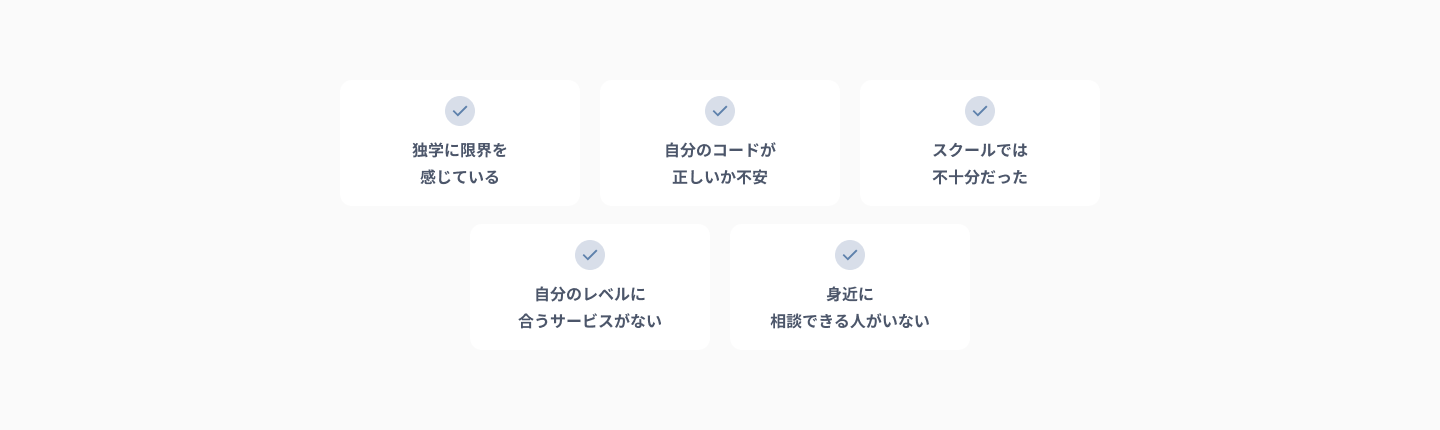 独学に限界を
感じている
自分のコードが
正しいか不安
スクールでは
不十分だった
自分のレベルに
合うサービスがない
身近に
相談できる人がいない